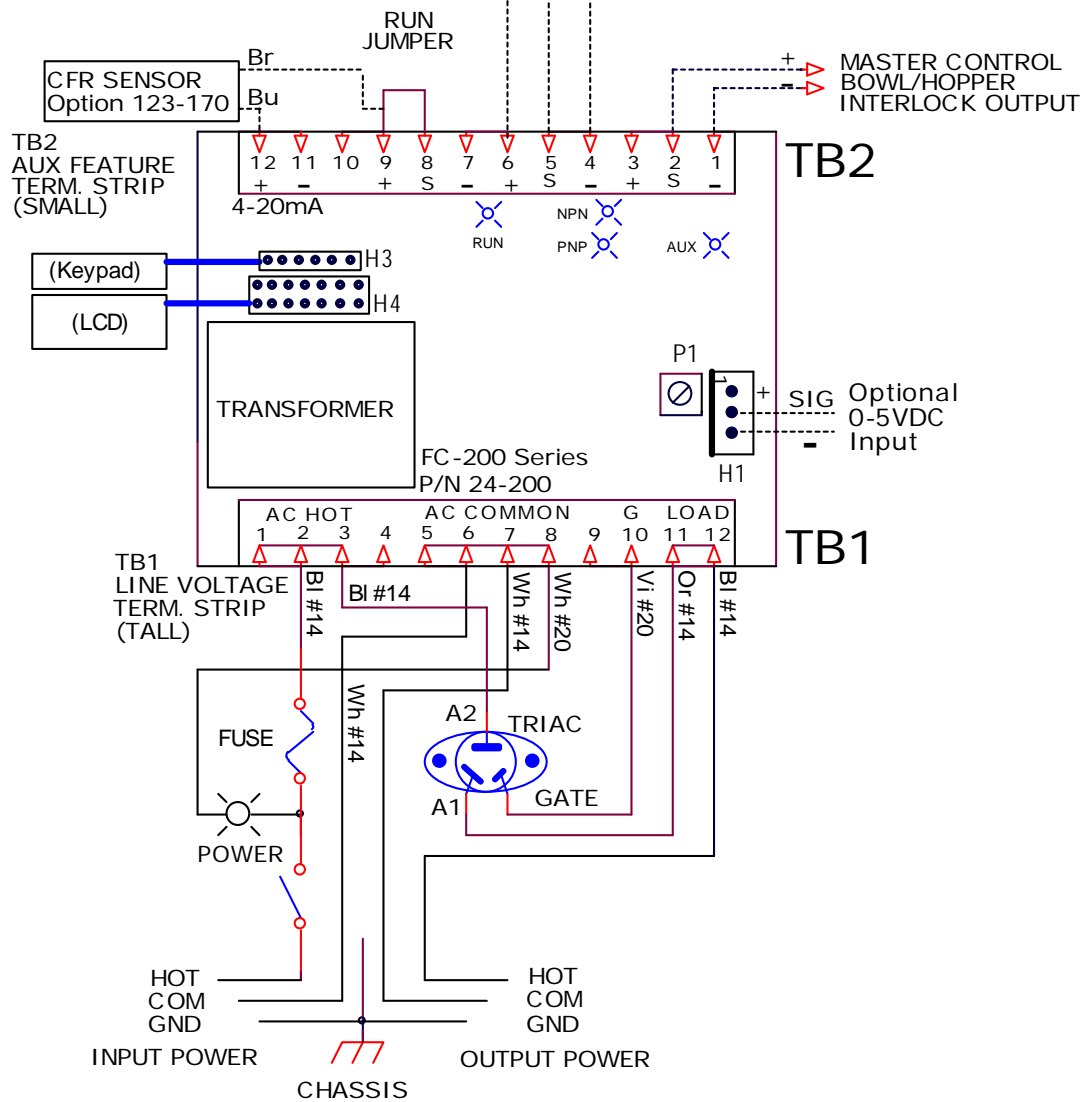 RUN
JUMPER
Br
CFR SENSOR
Option 123-170
Bu
+ MASTER CONTROL
- BOWL/HOPPER
INTERLOCK OUTPUT
TB2
AUX FEATURE
TERM. STRIP
(SMALL)
12 11 10 9 8 7 6 5 4 3 2 1
+ - + S - + S - + S -
TB2
4-20mA
RUN
NPN
PNP
AUX
(Keypad)
H3
(LCD)
H4
TRANSFORMER
P1
1
+
SIG
-
Optional
0-5VDC
Input
H1
FC-200 Series
P/N 24-200
AC HOT AC COMMON G LOAD
1 2 3 4 5 6 7 8 9 10 11 12
TB1
TB1
LINE VOLTAGE
TERM. STRIP
(TALL)
Bl #14
Bl #14
Wh #14
Wh #14
Wh #20
Vi #20
Or #14
Bl #14
FUSE
A2
TRIAC
A1
GATE
POWER
HOT
COM
GND
INPUT POWER
HOT
COM
GND
OUTPUT POWER
CHASSIS